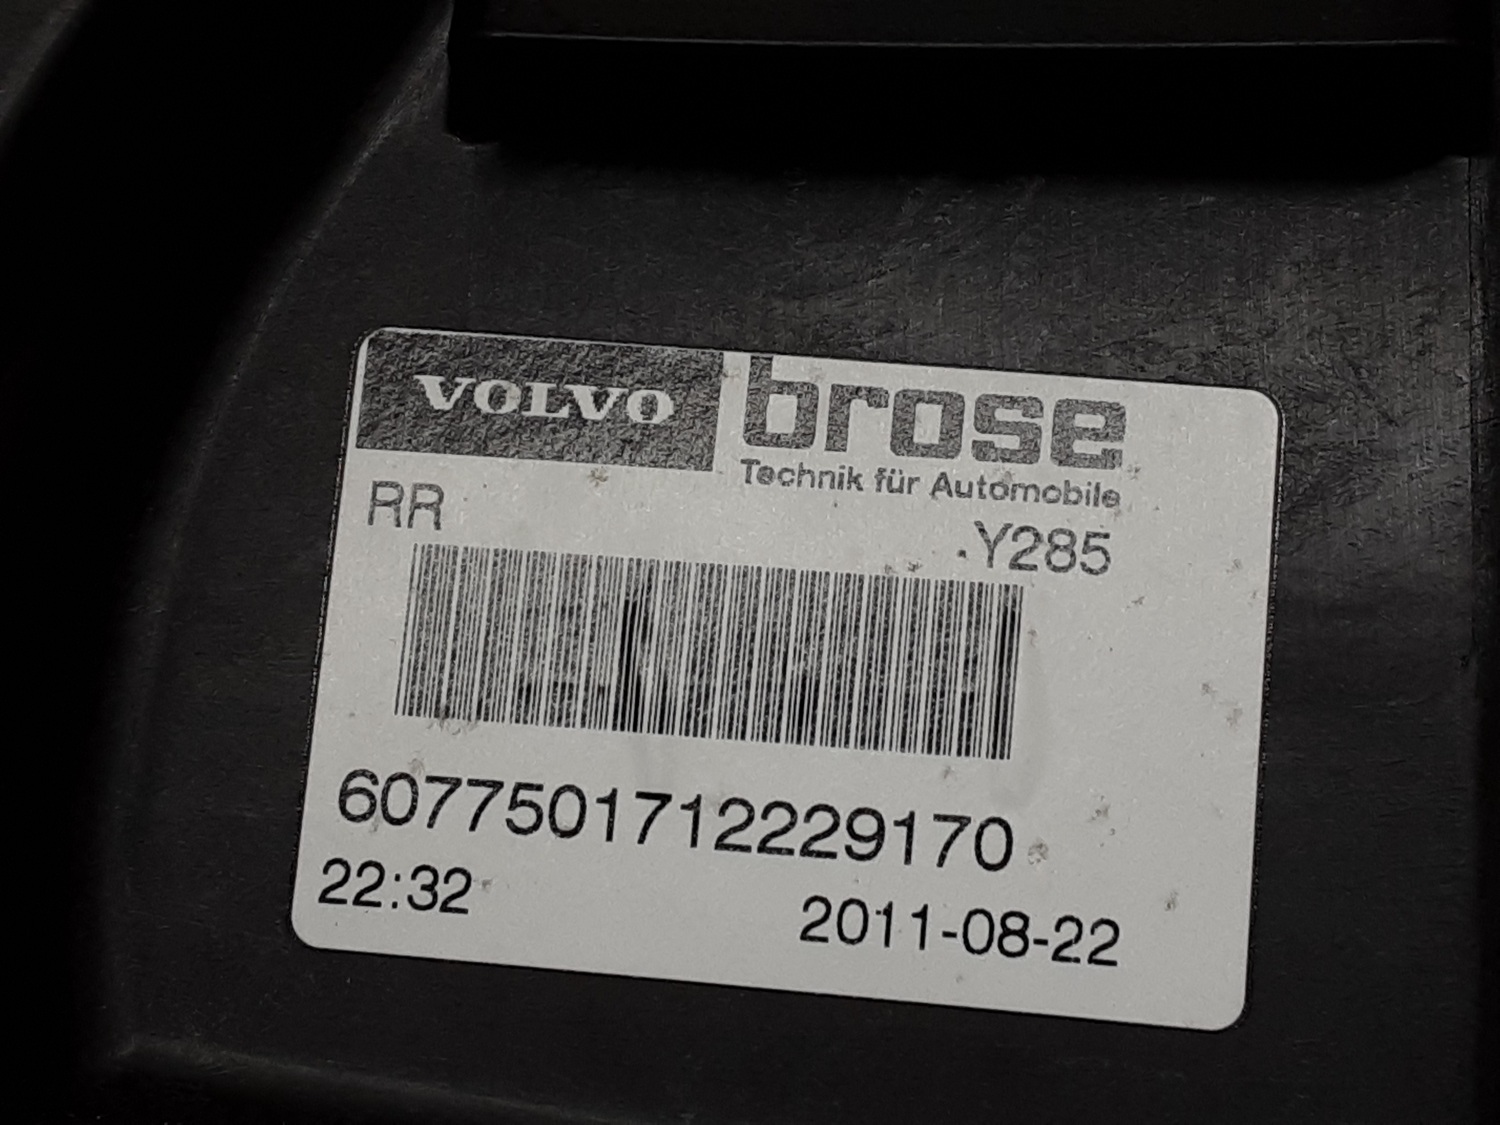 VOLVO brose
Technik für Automobile
RR
Y285
6077501712229170
22:32 2011-08-22